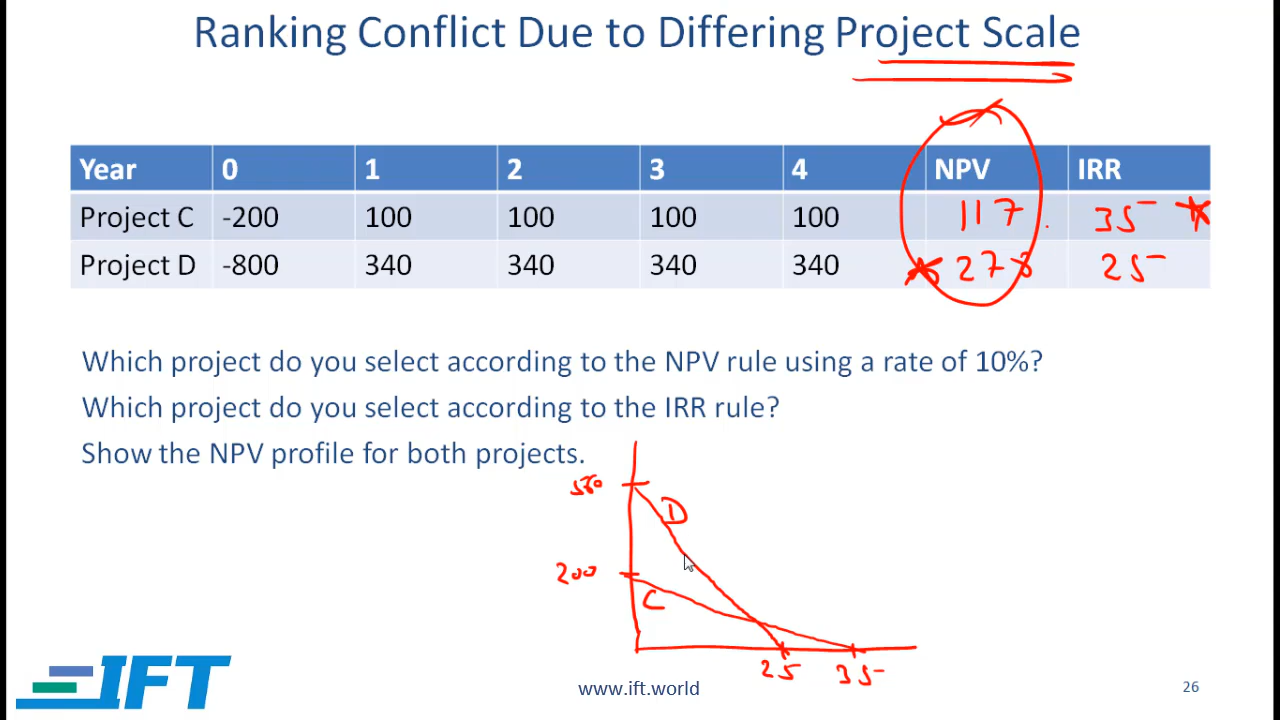 Ranking Conflict Due to Differing Project Scale
Year 0 1 2 3 4 NPV IRR
Project C -200 100 100 100 100 117 35
Project D -800 340 340 340 340 278 25
Which project do you select according to the NPV rule using a rate of 10%?
Which project do you select according to the IRR rule?
Show the NPV profile for both projects.
560
D
200
C
25 35
IFT
www.ift.world
26